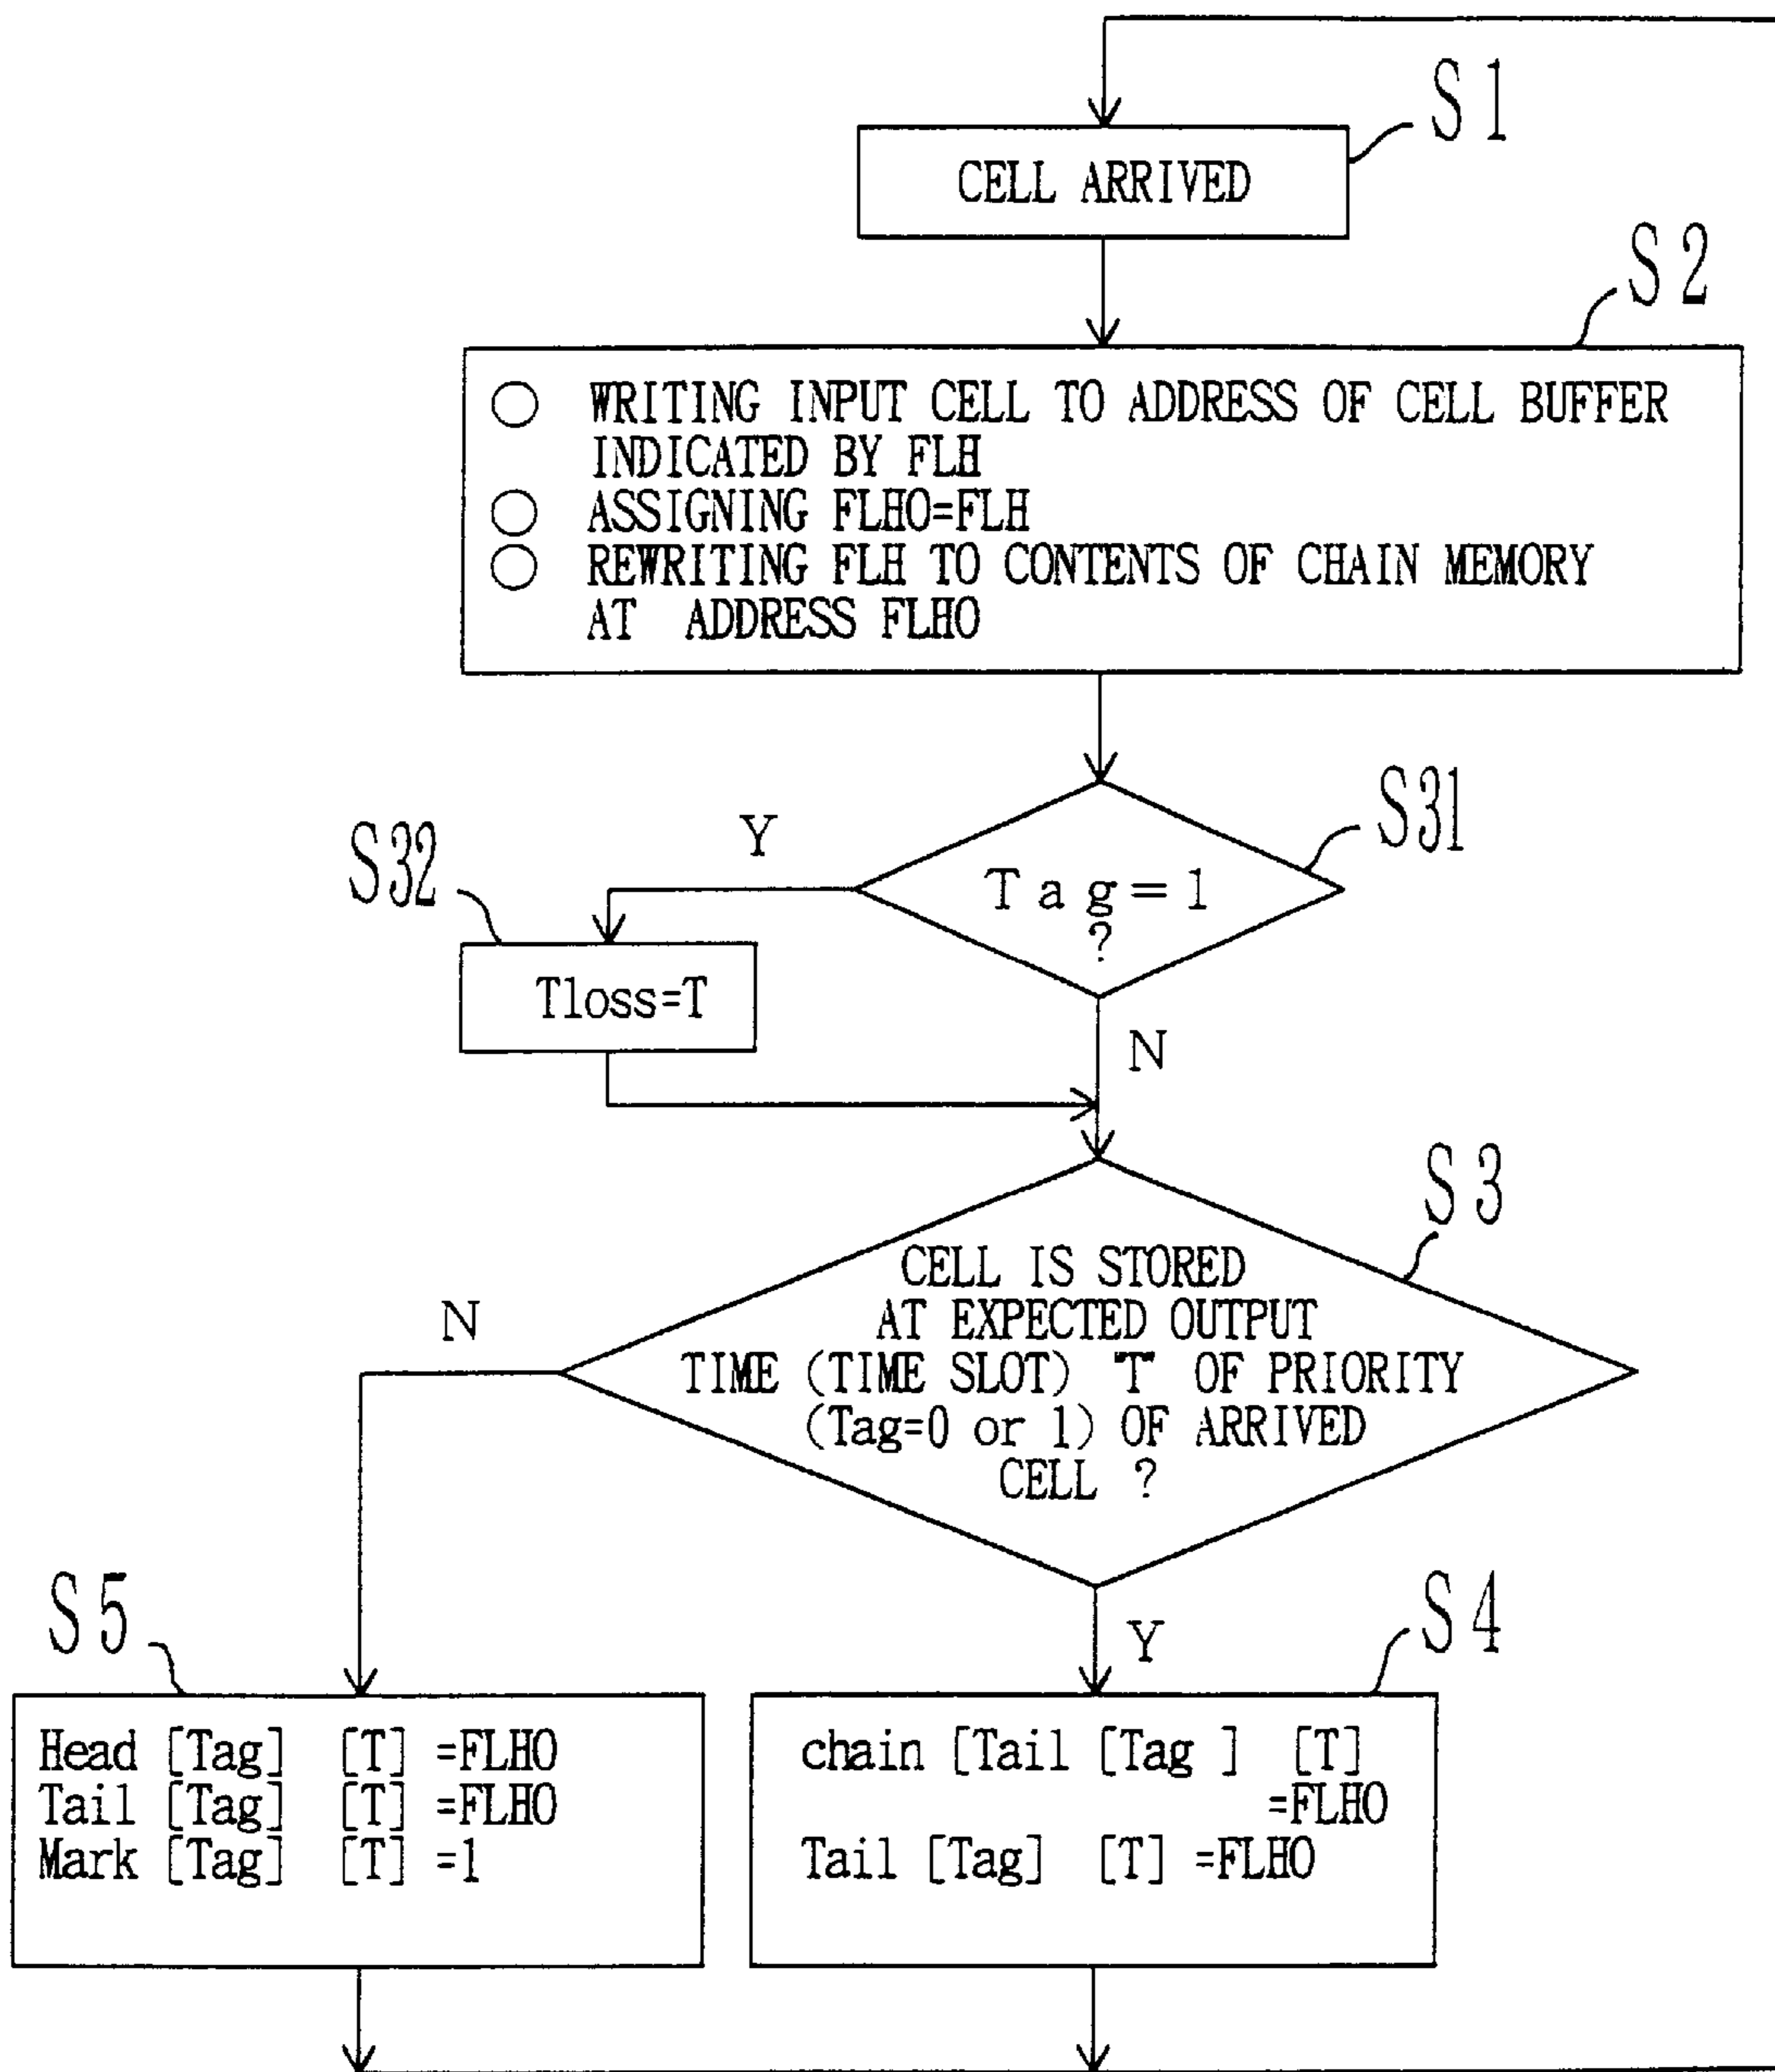 S1
CELL ARRIVED
S2
○ WRITING INPUT CELL TO ADDRESS OF CELL BUFFER
INDICATED BY FLH
○ ASSIGNING FLHO=FLH
○ REWRITING FLH TO CONTENTS OF CHAIN MEMORY
AT ADDRESS FLHO
S31
Tag=1
?
Y
S32
Tloss=T
N
S3
CELL IS STORED
AT EXPECTED OUTPUT
TIME (TIME SLOT) "T" OF PRIORITY
(Tag=0 or 1) OF ARRIVED
CELL ?
N
Y
S5
Head [Tag] [T] =FLHO
Tail [Tag] [T] =FLHO
Mark [Tag] [T] =1
S4
chain [Tail [Tag ] [T]
=FLHO
Tail [Tag] [T] =FLHO